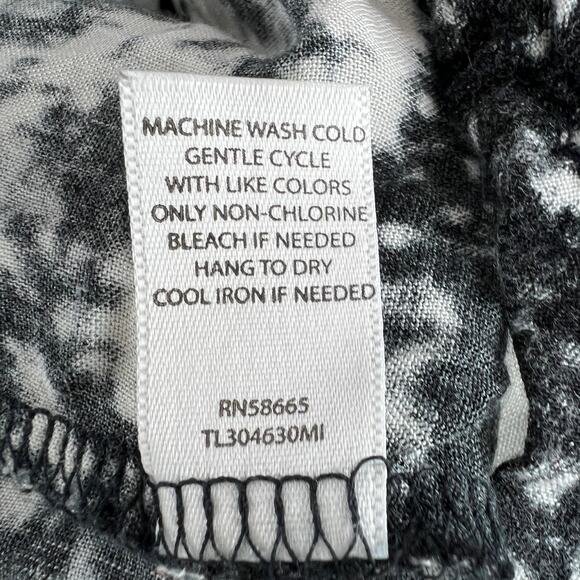 MACHINE WASH COLD
GENTLE CYCLE
WITH LIKE COLORS
ONLY NON-CHLORINE
BLEACH IF NEEDED
HANG TO DRY
COOL IRON IF NEEDED
RN58665
TL304630MI